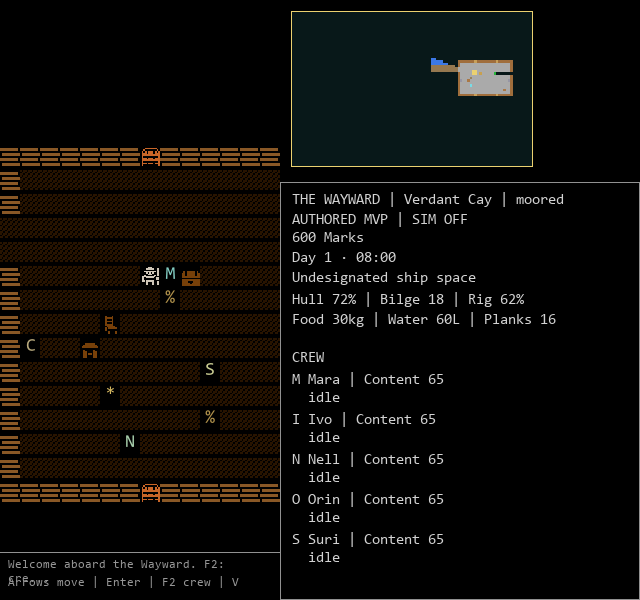 THE WAYWARD | Verdant Cay | moored
AUTHORED MVP | SIM OFF
600 Marks
Day 1 · 08:00
Undesignated ship space
Hull 72% | Bilge 18 | Rig 62%
Food 30kg | Water 60L | Planks 16
CREW
M Mara | Content 65
idle
I Ivo | Content 65
idle
N Nell | Content 65
idle
O Orin | Content 65
idle
S Suri | Content 65
idle
M
%
C
S
*
%
N
Welcome aboard the Wayward. F2:
Arrows move | Enter | F2 crew | V